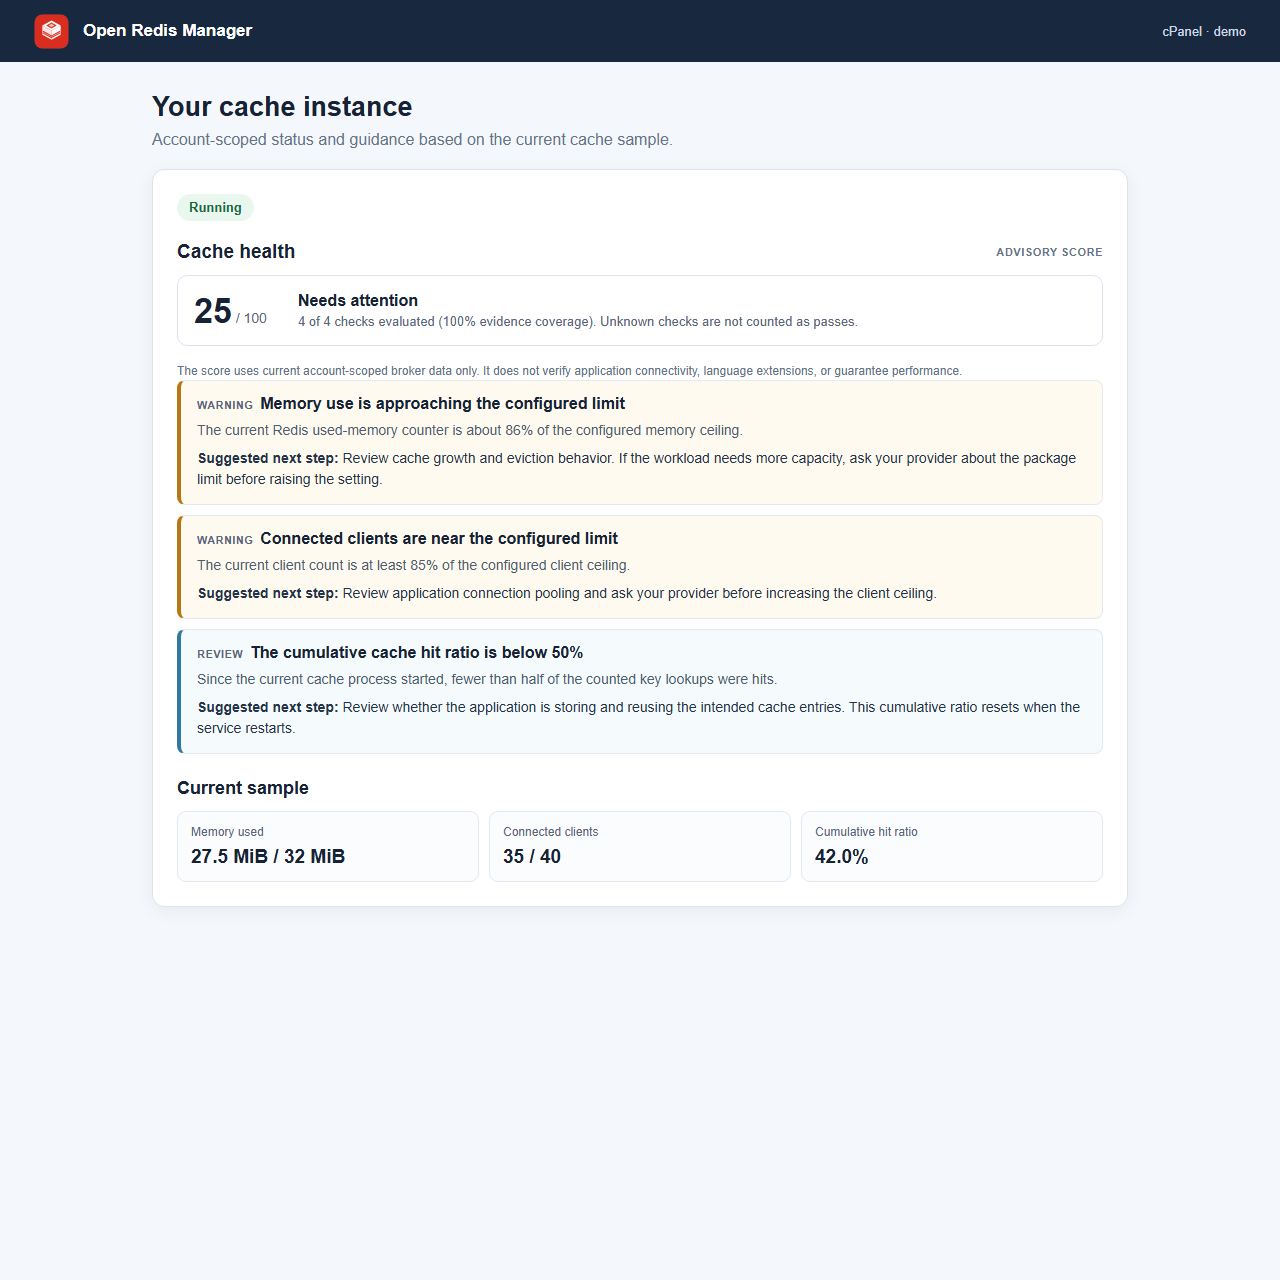 Open Redis Manager
cPanel · demo
Your cache instance
Account-scoped status and guidance based on the current cache sample.
Running
Cache health
ADVISORY SCORE
25 / 100
Needs attention
4 of 4 checks evaluated (100% evidence coverage). Unknown checks are not counted as passes.
The score uses current account-scoped broker data only. It does not verify application connectivity, language extensions, or guarantee performance.
WARNING Memory use is approaching the configured limit
The current Redis used-memory counter is about 86% of the configured memory ceiling.
Suggested next step: Review cache growth and eviction behavior. If the workload needs more capacity, ask your provider about the package
limit before raising the setting.
WARNING Connected clients are near the configured limit
The current client count is at least 85% of the configured client ceiling.
Suggested next step: Review application connection pooling and ask your provider before increasing the client ceiling.
REVIEW The cumulative cache hit ratio is below 50%
Since the current cache process started, fewer than half of the counted key lookups were hits.
Suggested next step: Review whether the application is storing and reusing the intended cache entries. This cumulative ratio resets when the
service restarts.
Current sample
Memory used
27.5 MiB / 32 MiB
Connected clients
35 / 40
Cumulative hit ratio
42.0%